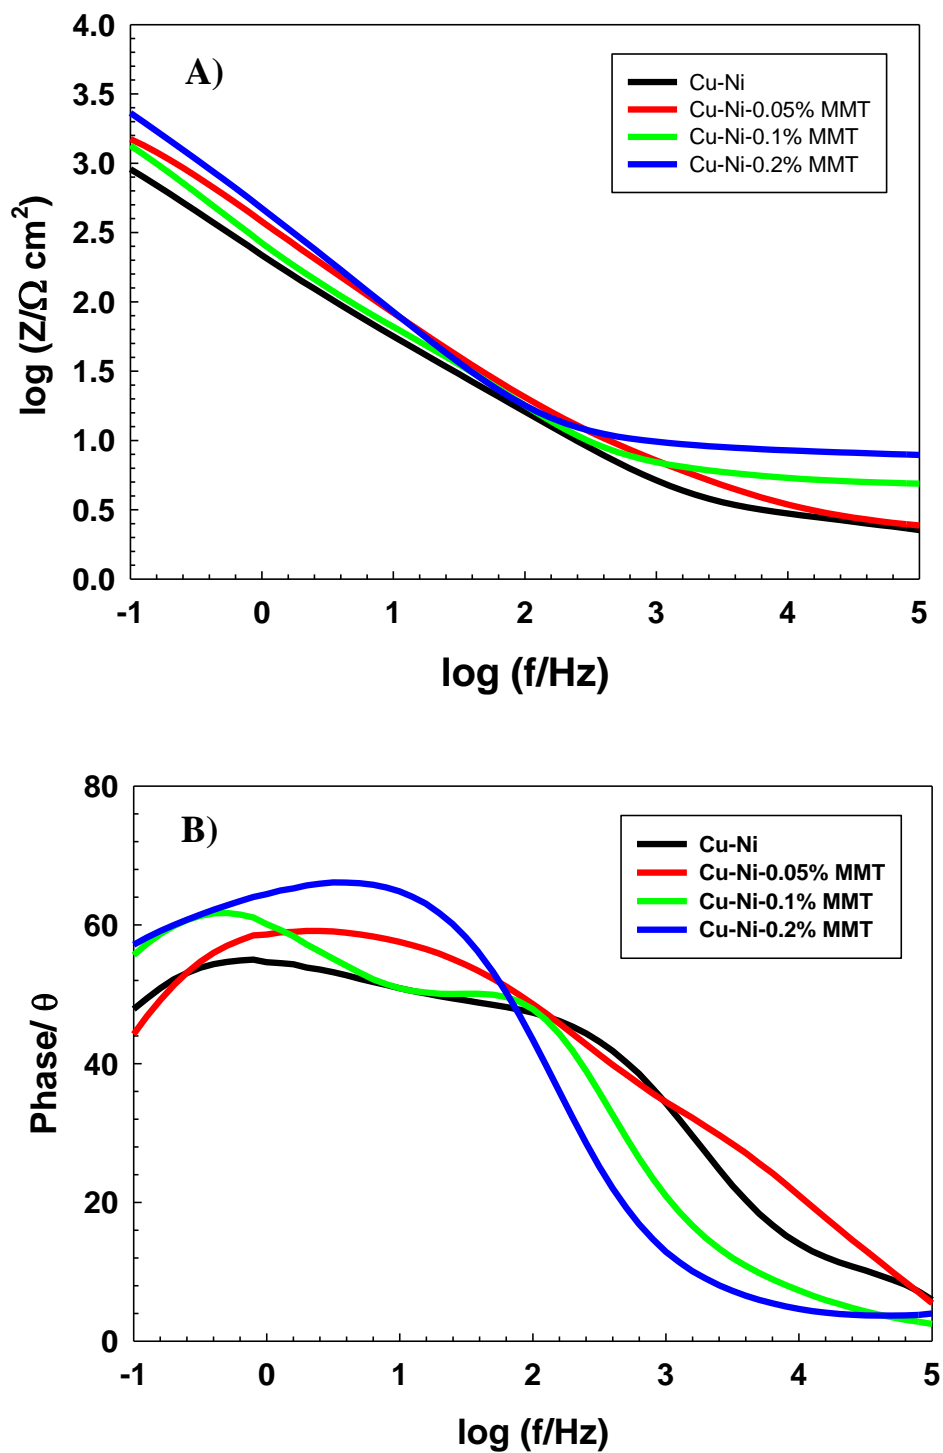 A)
Cu-Ni
Cu-Ni-0.05% MMT
Cu-Ni-0.1% MMT
Cu-Ni-0.2% MMT
4.0
3.5
3.0
2.5
2.0
1.5
1.0
0.5
0.0
log (Z/Ω cm²)
-1 0 1 2 3 4 5
log (f/Hz)
B)
Cu-Ni
Cu-Ni-0.05% MMT
Cu-Ni-0.1% MMT
Cu-Ni-0.2% MMT
80
60
40
20
0
Phase/ θ
-1 0 1 2 3 4 5
log (f/Hz)